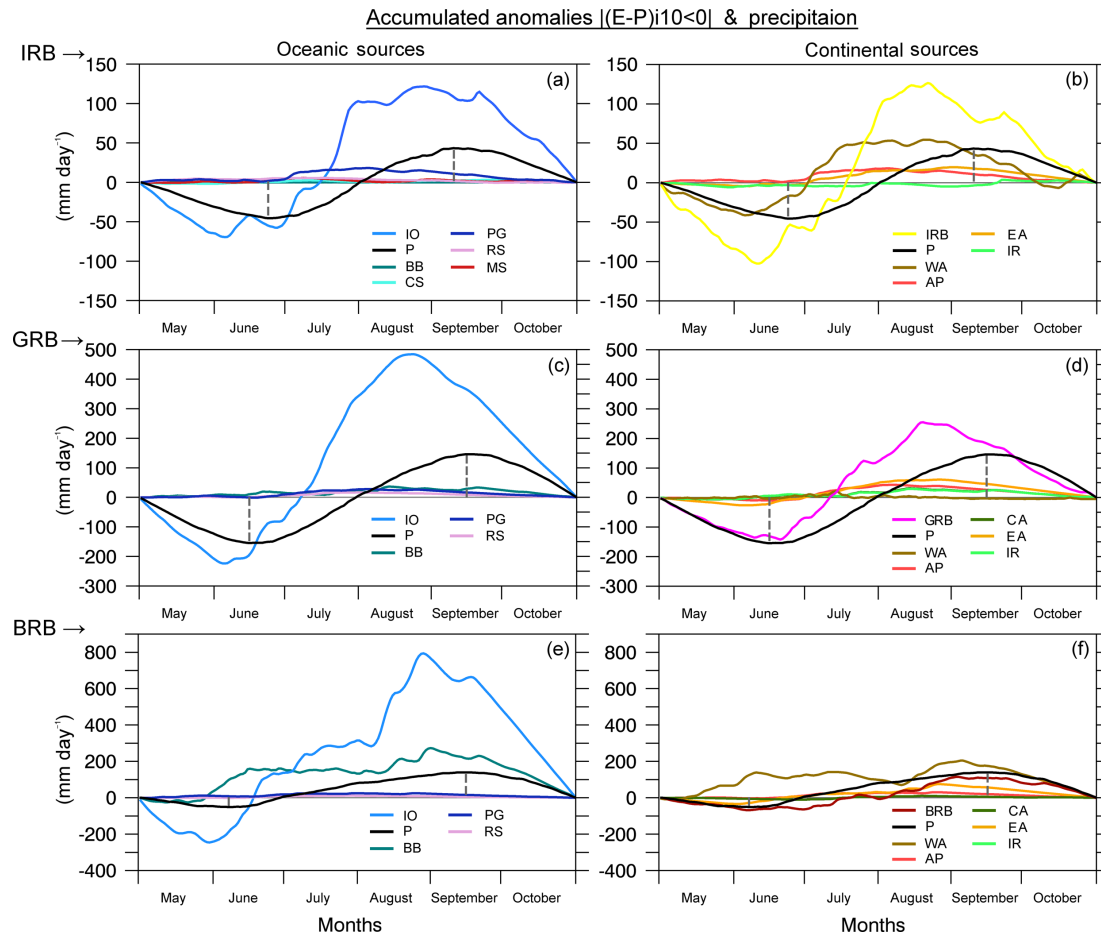 Accumulated anomalies |(E-P)i10<0| & precipitaion
IRB →
Oceanic sources
Continental sources
(a)
150
100
50
0
-50
-100
-150
(mm day⁻¹)
IO
P
BB
CS
PG
RS
MS
May June July August September October
(b)
150
100
50
0
-50
-100
-150
IRB
P
WA
AP
EA
IR
May June July August September October
GRB→
(c)
500
400
300
200
100
0
-100
-200
-300
(mm day⁻¹)
IO
P
BB
PG
RS
May June July August September October
(d)
500
400
300
200
100
0
-100
-200
-300
GRB
P
WA
AP
CA
EA
IR
May June July August September October
BRB →
(e)
800
600
400
200
0
-200
-400
(mm day⁻¹)
IO
P
BB
PG
RS
May June July August September October
Months
(f)
800
600
400
200
0
-200
-400
BRB
P
WA
AP
CA
EA
IR
May June July August September October
Months